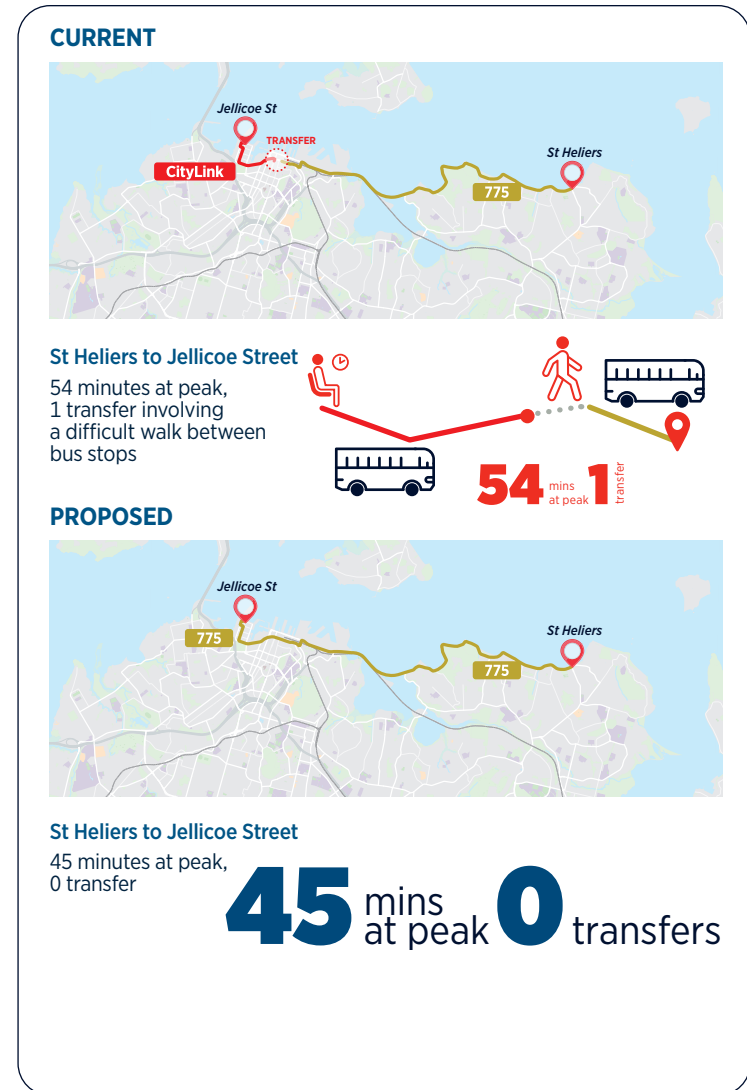 CURRENT
Jellicoe St
TRANSFER
CityLink
St Heliers
775
St Heliers to Jellicoe Street
54 minutes at peak,
1 transfer involving
a difficult walk between
bus stops
54 mins at peak 1 transfer
PROPOSED
Jellicoe St
775
St Heliers
775
St Heliers to Jellicoe Street
45 minutes at peak,
0 transfer
45 mins at peak 0 transfers